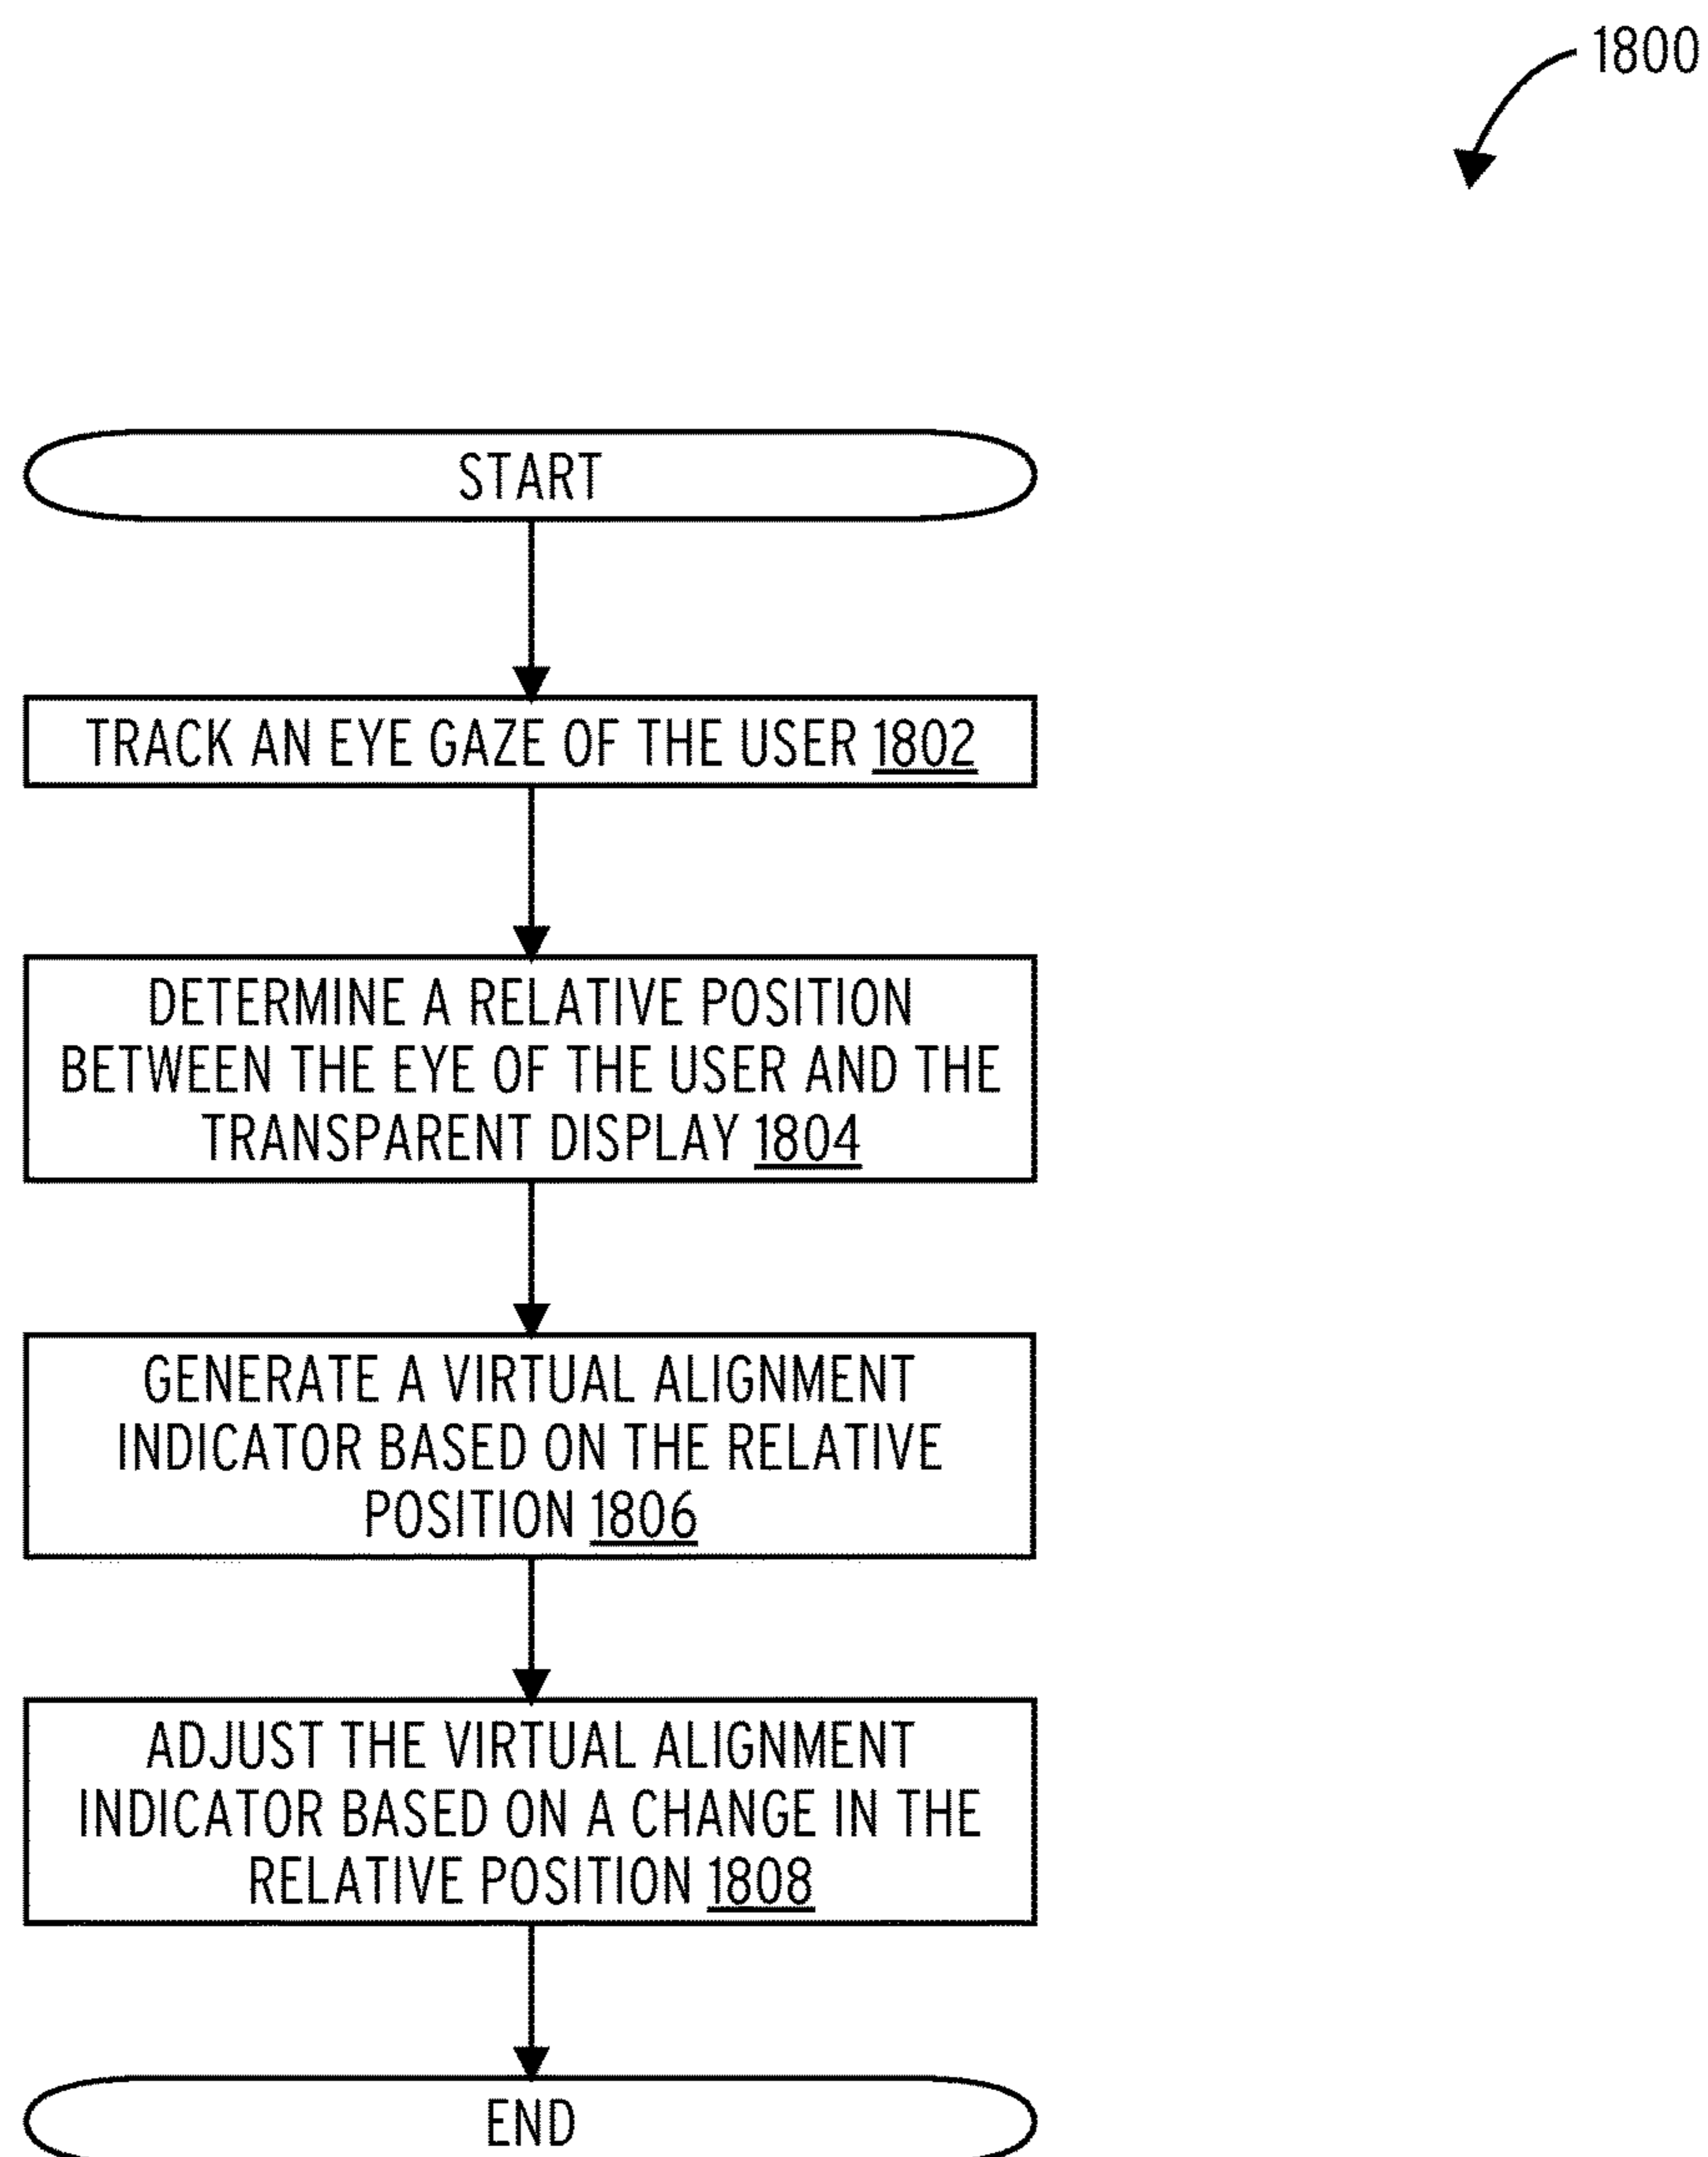 1800
START
TRACK AN EYE GAZE OF THE USER 1802
DETERMINE A RELATIVE POSITION
BETWEEN THE EYE OF THE USER AND THE
TRANSPARENT DISPLAY 1804
GENERATE A VIRTUAL ALIGNMENT
INDICATOR BASED ON THE RELATIVE
POSITION 1806
ADJUST THE VIRTUAL ALIGNMENT
INDICATOR BASED ON A CHANGE IN THE
RELATIVE POSITION 1808
END